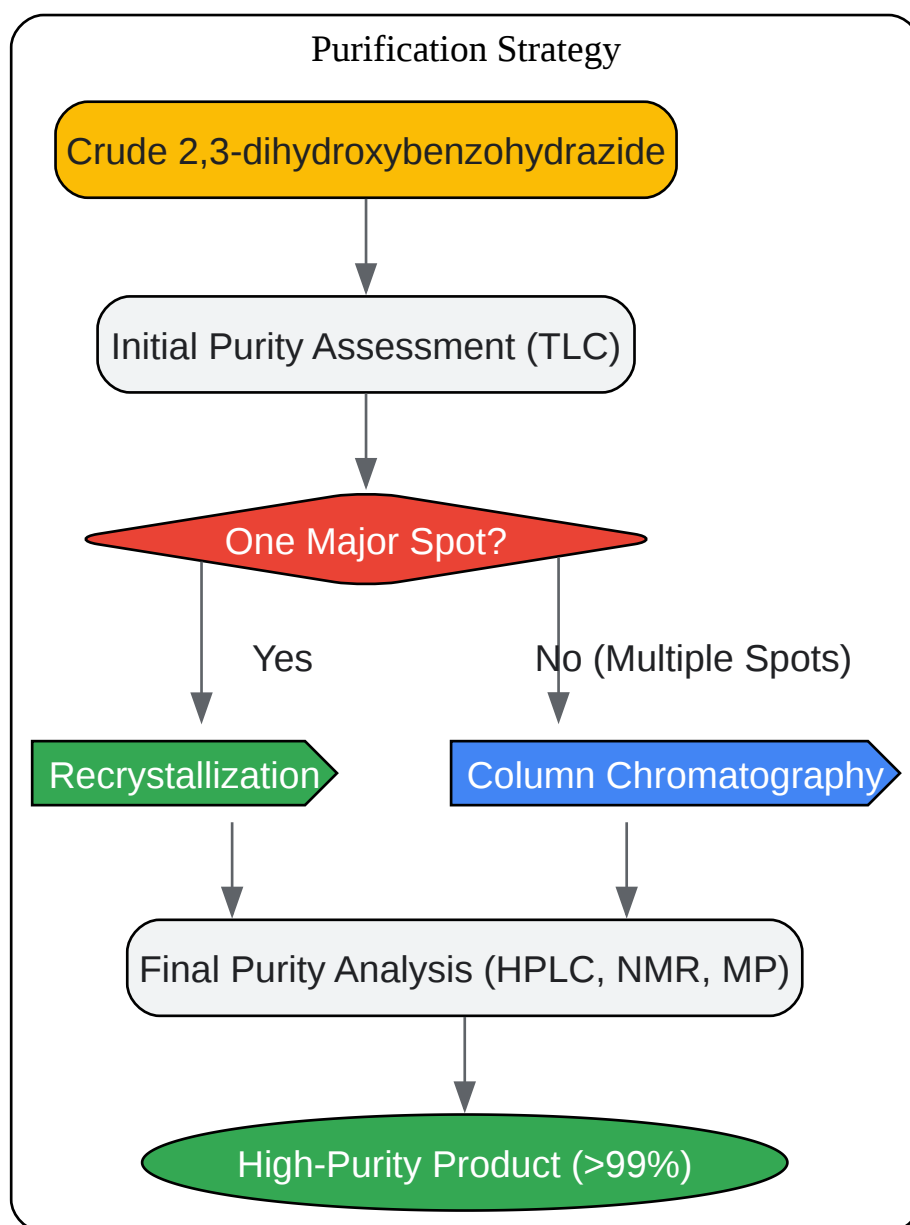 Purification Strategy
Crude 2,3-dihydroxybenzohydrazide
Initial Purity Assessment (TLC)
One Major Spot?
Yes
No (Multiple Spots)
Recrystallization
Column Chromatography
Final Purity Analysis (HPLC, NMR, MP)
High-Purity Product (>99%)